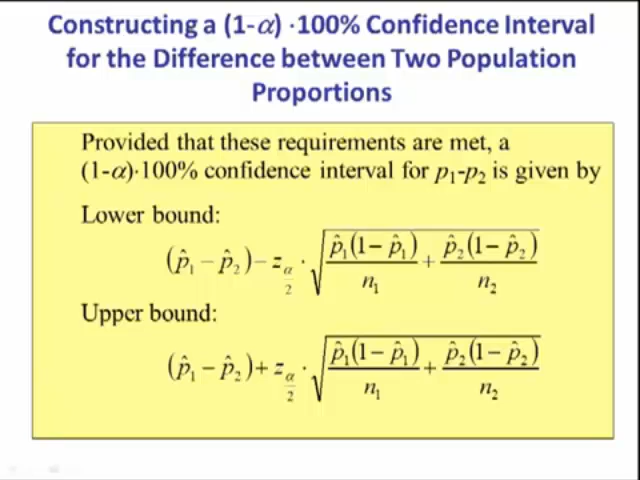 Constructing a (1-α) ·100% Confidence Interval
for the Difference between Two Population
Proportions
Provided that these requirements are met, a
(1-α)·100% confidence interval for p₁-p₂ is given by
Lower bound:
(p̂₁ − p̂₂) − z_{α/2} · √(p̂₁(1− p̂₁)/n₁ + p̂₂(1− p̂₂)/n₂)
Upper bound:
(p̂₁ − p̂₂) + z_{α/2} · √(p̂₁(1− p̂₁)/n₁ + p̂₂(1− p̂₂)/n₂)